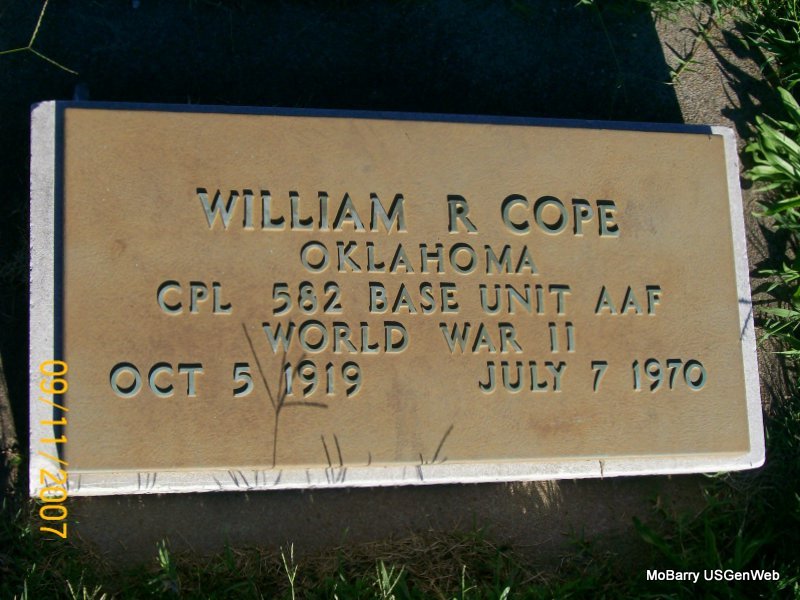 WILLIAM R COPE
OKLAHOMA
CPL 582 BASE UNIT AAF
WORLD WAR II
OCT 5 1919 JULY 7 1970
09/11/2007
MoBarry USGenWeb